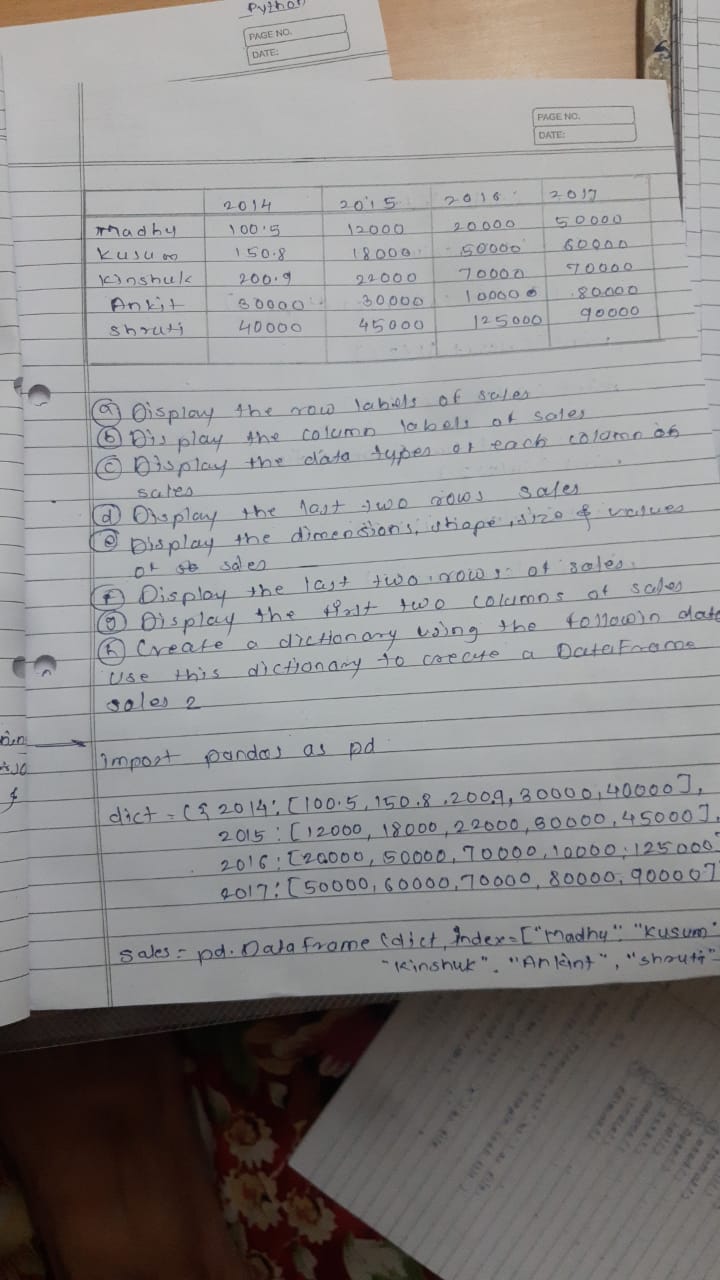 Python
PAGE NO.
DATE:
PAGE NO.
DATE:
2014 2015 2016 2017
Madhy 100.5 12000 20000 50000
Kusum 150.8 18000 50000 60000
Kinshuk 200.9 22000 70000 70000
Ankit 30000 30000 100000 80000
Shruti 40000 45000 125000 90000
(a) Display the row labels of sales
(b) Display the column labels of sales
(c) Display the data types of each column of
sales
(d) Display the last two rows sales
(e) Display the dimensions, shape, size & values
of sales
(f) Display the last two rows of sales.
(g) Display the first two columns of sales
(h) Create a dictionary using the followin data
Use this dictionary to create a DataFrame
sales 2
import pandas as pd
dict = ({ 2014: [100.5, 150.8, 200.9, 30000, 40000],
2015: [12000, 18000, 22000, 30000, 45000],
2016: [20000, 50000, 70000, 10000, 125000
2017: [50000, 60000, 70000, 80000, 90000]
sales = pd. DataFrame (dict, Index=["Madhy" "Kusum"
"Kinshuk", "Ankint", "shruti"